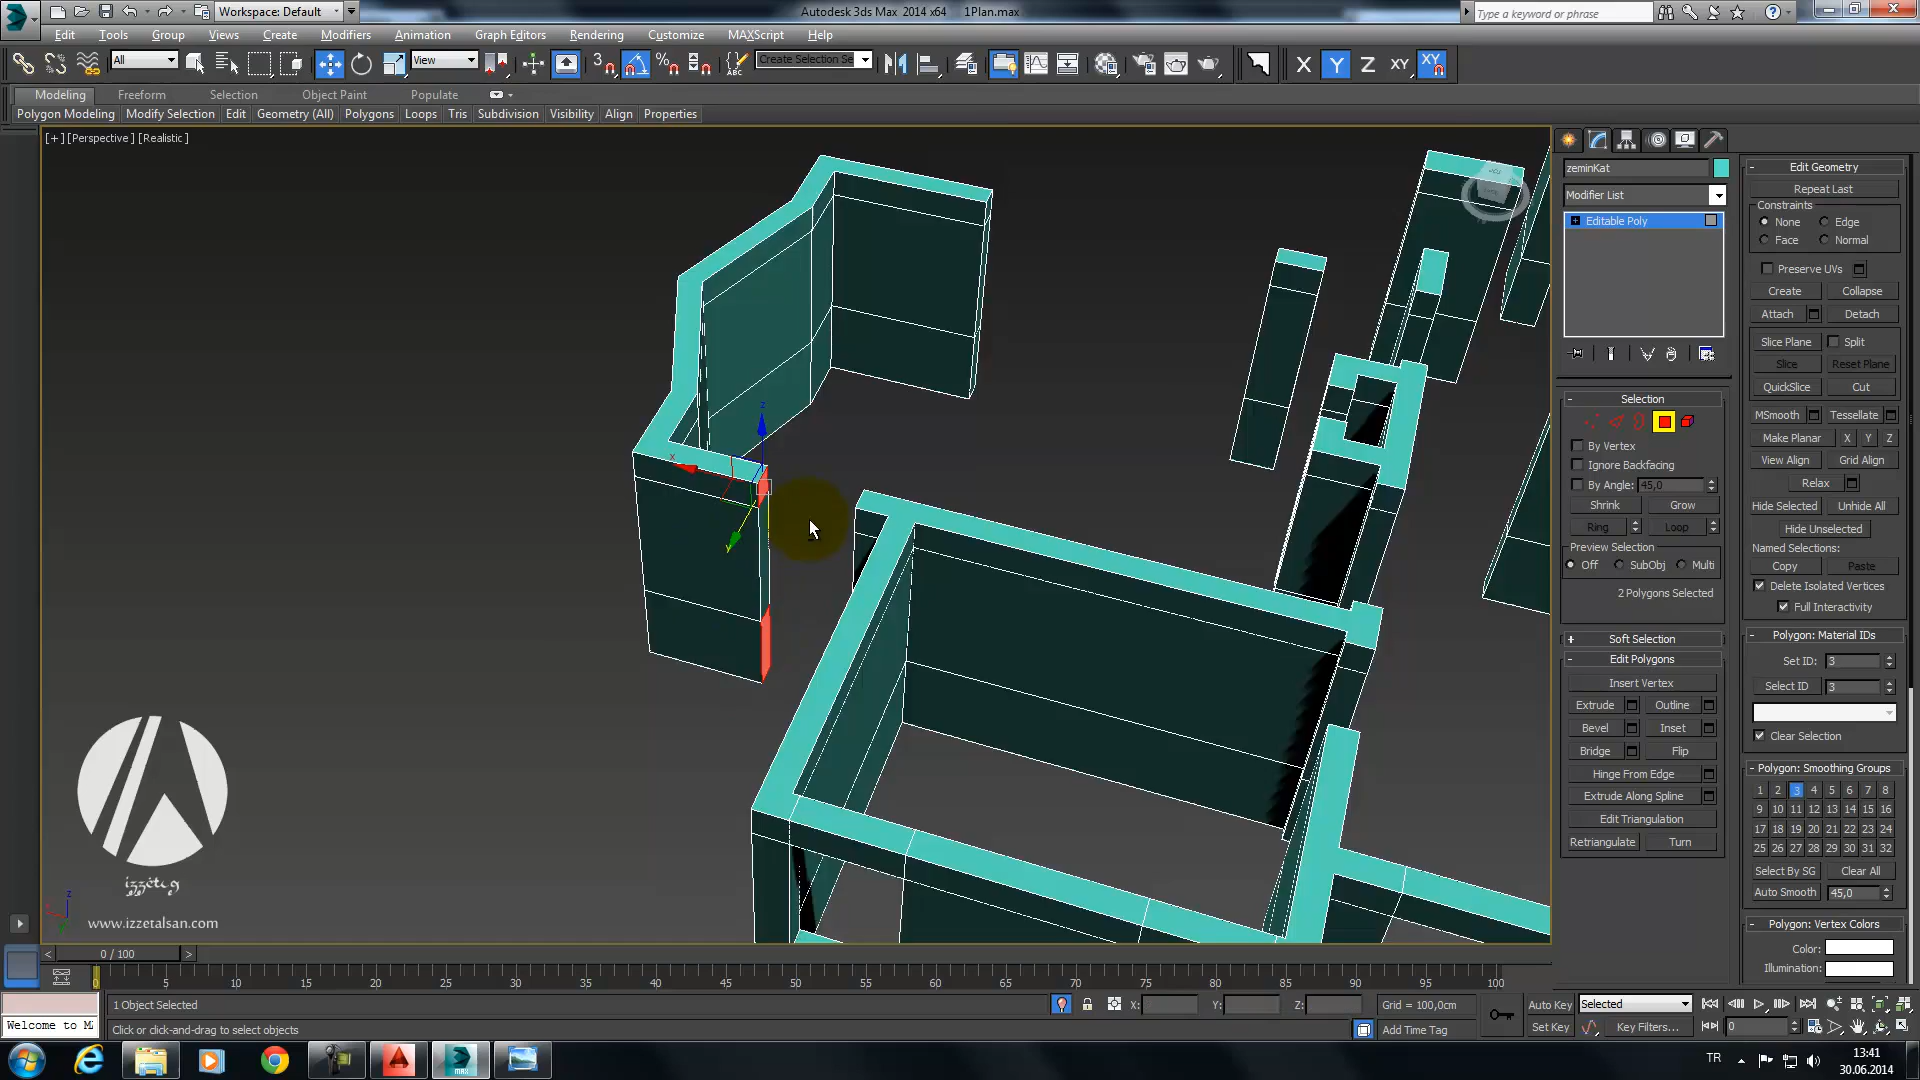 Workspace: Default
Autodesk 3ds Max 2014 x64    1Plan.max
Type a keyword or phrase
Edit Tools Group Views Create Modifiers Animation Graph Editors Rendering Customize MAXScript Help
All
View
3
Create Selection Se
X Y Z XY XY
Modeling Freeform Selection Object Paint Populate
Polygon Modeling Modify Selection Edit Geometry (All) Polygons Loops Tris Subdivision Visibility Align Properties
[+] [Perspective ] [Realistic ]
x
y
z
z
izzetalsan
www.izzetalsan.com
zeminKat
Modifier List
Editable Poly
Selection
By Vertex
Ignore Backfacing
By Angle: 45,0
Shrink Grow
Ring Loop
Preview Selection
Off SubObj Multi
2 Polygons Selected
Soft Selection
Edit Polygons
Insert Vertex
Extrude Outline
Bevel Inset
Bridge Flip
Hinge From Edge
Extrude Along Spline
Edit Triangulation
Retriangulate Turn
Edit Geometry
Repeat Last
Constraints
None Edge
Face Normal
Preserve UVs
Create Collapse
Attach Detach
Slice Plane Split
Slice Reset Plane
QuickSlice Cut
MSmooth Tessellate
Make Planar X Y Z
View Align Grid Align
Relax
Hide Selected Unhide All
Hide Unselected
Named Selections:
Copy Paste
Delete Isolated Vertices
Full Interactivity
Polygon: Material IDs
Set ID: 3
Select ID 3
Clear Selection
Polygon: Smoothing Groups
1 2 3 4 5 6 7 8
9 10 11 12 13 14 15 16
17 18 19 20 21 22 23 24
25 26 27 28 29 30 31 32
Select By SG Clear All
Auto Smooth 45,0
Polygon: Vertex Colors
Color:
Illumination:
0 / 100
0 5 10 15 20 25 30 35 40 45 50 55 60 65 70 75 80 85 90 95 100
1 Object Selected
X: Y: Z: Grid = 100,0cm
Auto Key Selected
Welcome to M
Click or click-and-drag to select objects
Add Time Tag
Set Key Key Filters... 0
MAX
TR
13:41
30.06.2014